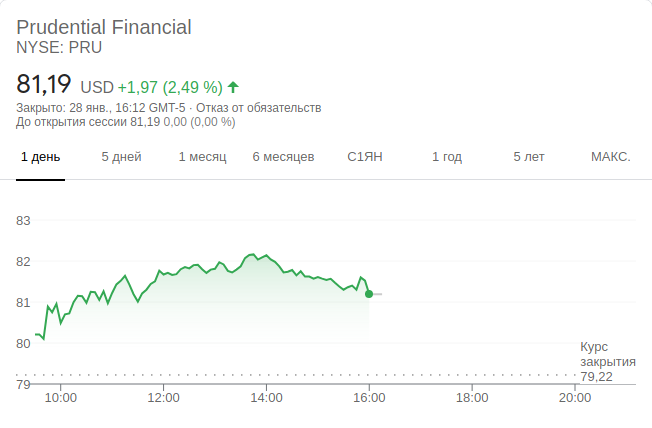 Prudential Financial
NYSE: PRU
81,19 USD +1,97 (2,49 %)
Закрыто: 28 янв., 16:12 GMT-5 · Отказ от обязательств
До открытия сессии 81,19 0,00 (0,00 %)
1 день 5 дней 1 месяц 6 месяцев С1ЯН 1 год 5 лет МАКС.
83
82
81
80
Курс
закрытия
79,22
79
10:00 12:00 14:00 16:00 18:00 20:00